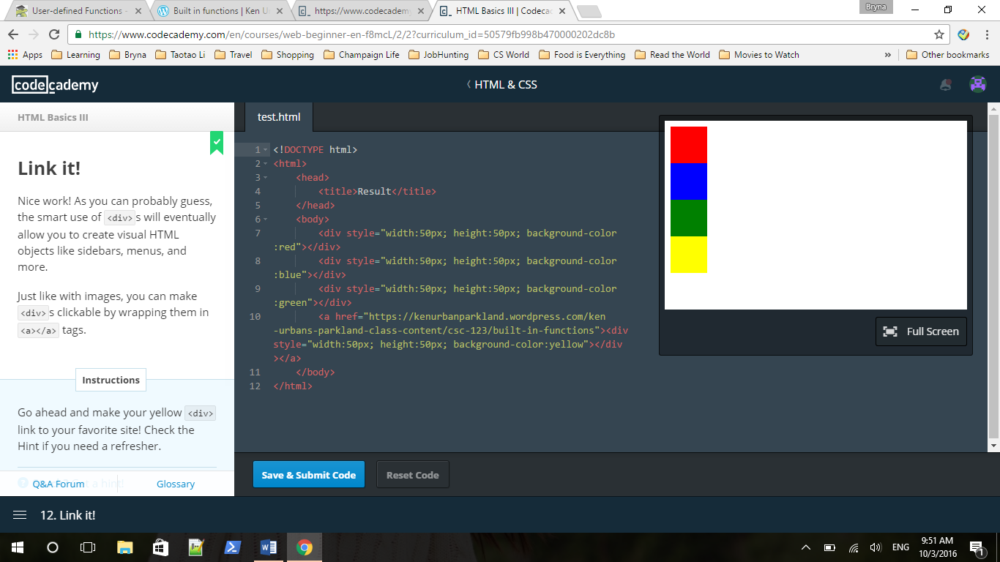 User-defined Functions -
Built in functions | Ken U
https://www.codecademy
HTML Basics III | Codecad
Bryna
https://www.codecademy.com/en/courses/web-beginner-en-f8mcL/2/2?curriculum_id=50579fb998b470000202dc8b
Apps Learning Bryna Taotao Li Travel Shopping Champaign Life JobHunting CS World Food is Everything Read the World Movies to Watch » Other bookmarks
codecademy
HTML & CSS
HTML Basics III
test.html
Link it!
Nice work! As you can probably guess,
the smart use of <div>s will eventually
allow you to create visual HTML
objects like sidebars, menus, and
more.
Just like with images, you can make
<div>s clickable by wrapping them in
<a></a> tags.
Instructions
Go ahead and make your yellow <div>
link to your favorite site! Check the
Hint if you need a refresher.
Q&A Forum
Glossary
1 <!DOCTYPE html>
2 <html>
3 <head>
4 <title>Result</title>
5 </head>
6 <body>
7 <div style="width:50px; height:50px; background-color
:red"></div>
8 <div style="width:50px; height:50px; background-color
:blue"></div>
9 <div style="width:50px; height:50px; background-color
:green"></div>
10 <a href="https://kenurbanparkland.wordpress.com/ken
-urbans-parkland-class-content/csc-123/built-in-functions"><div
style="width:50px; height:50px; background-color:yellow"></div
></a>
11 </body>
12 </html>
Full Screen
Save & Submit Code
Reset Code
12. Link it!
ENG
9:51 AM
10/3/2016
1